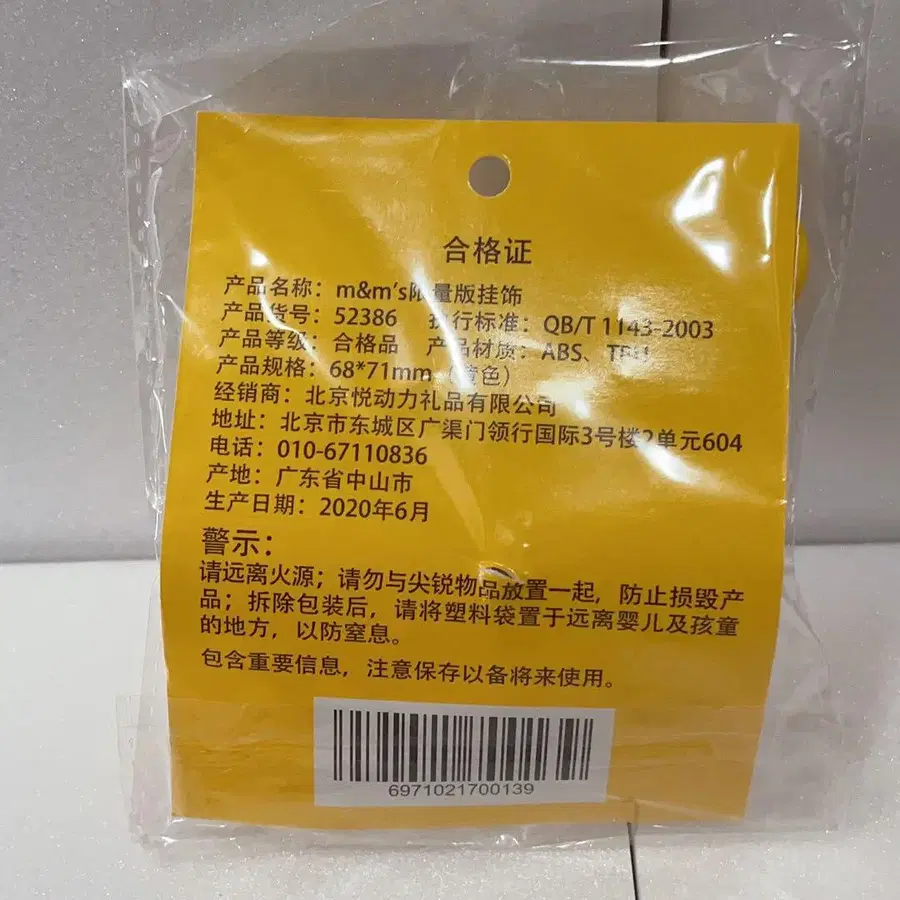 合格证
产品名称：m&m's限量版挂饰
产品货号：52386 执行标准：QB/T 1143-2003
产品等级：合格品 产品材质：ABS、TPU
产品规格：68*71mm（黄色）
经销商：北京悦动力礼品有限公司
地址：北京市东城区广渠门领行国际3号楼2单元604
电话：010-67110836
产地：广东省中山市
生产日期：2020年6月
警示：
请远离火源；请勿与尖锐物品放置一起，防止损毁产
品；拆除包装后，请将塑料袋置于远离婴儿及孩童
的地方，以防窒息。
包含重要信息，注意保存以备将来使用。
6971021700139